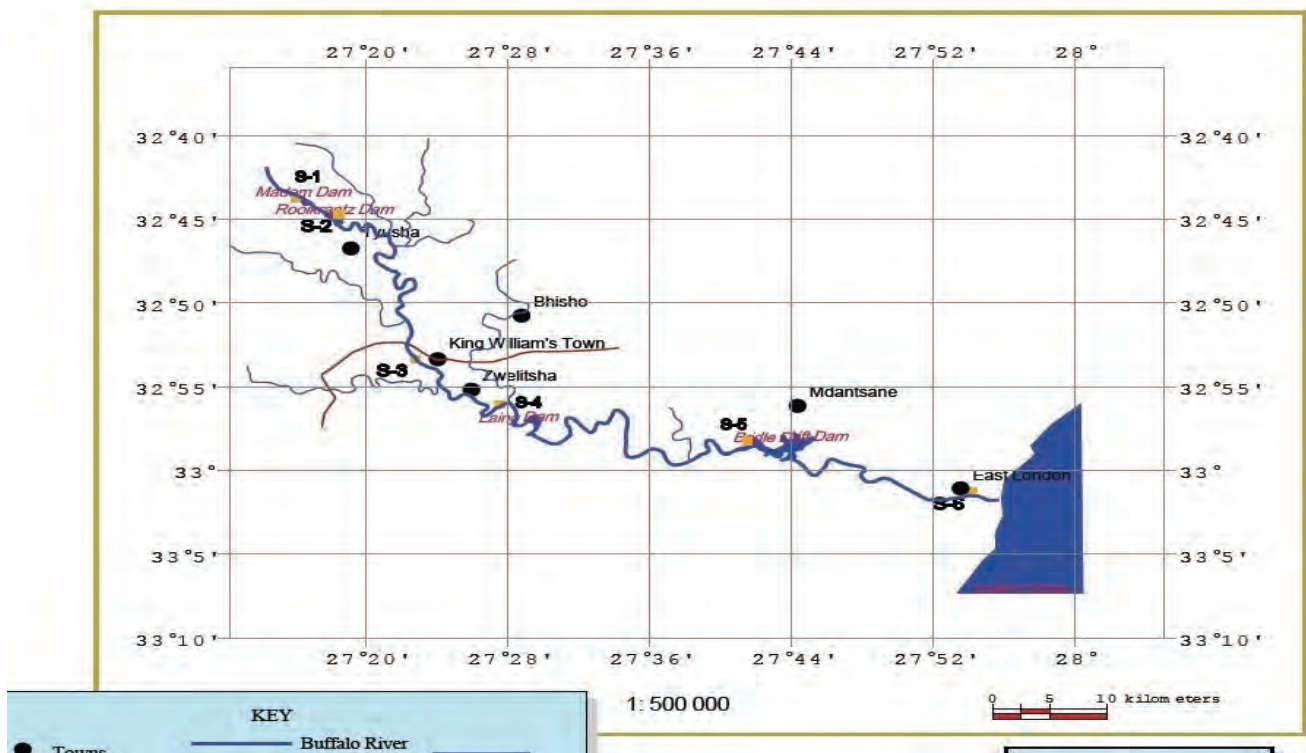 27°20' 27°28' 27°36' 27°44' 27°52' 28°
32°40' 32°40'
S-1
Madam Dam
Rooikrantz Dam
32°45' 32°45'
S-2
Tyusha
32°50' Bhisho 32°50'
King William's Town
S-3
Zwelitsha
32°55' 32°55'
Mdantsane
S-4
Laing Dam
S-5
Bridle Drift Dam
33° 33°
East London
S-6
33°5' 33°5'
33°10' 33°10'
27°20' 27°28' 27°36' 27°44' 27°52' 28°
1: 500 000
0 5 10 kilometers
KEY
Buffalo River
Towns